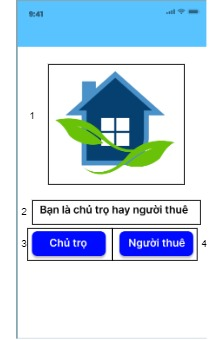 9:41
1
2 Bạn là chủ trọ hay người thuê
3 Chủ trọ Người thuê 4